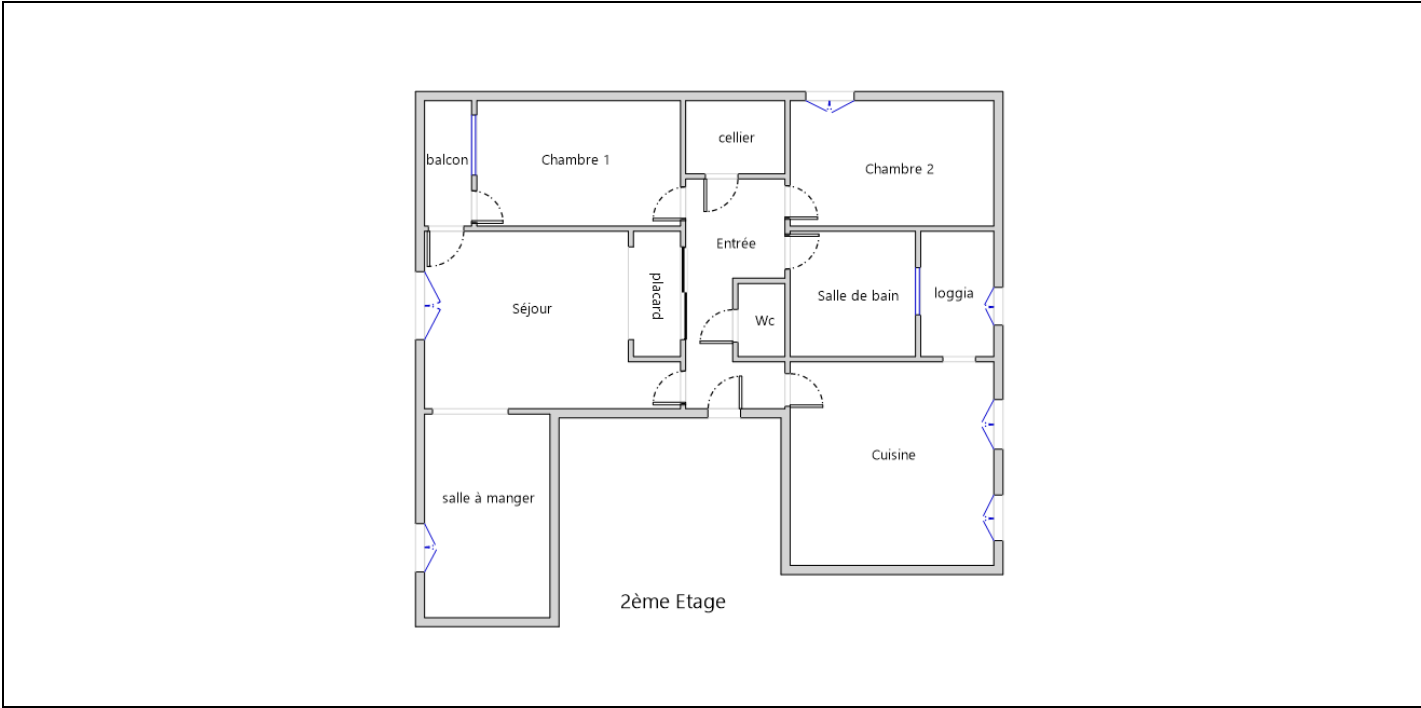 cellier
balcon
Chambre 1
Chambre 2
Entrée
placard
Salle de bain
loggia
Séjour
Wc
Cuisine
salle à manger
2ème Etage